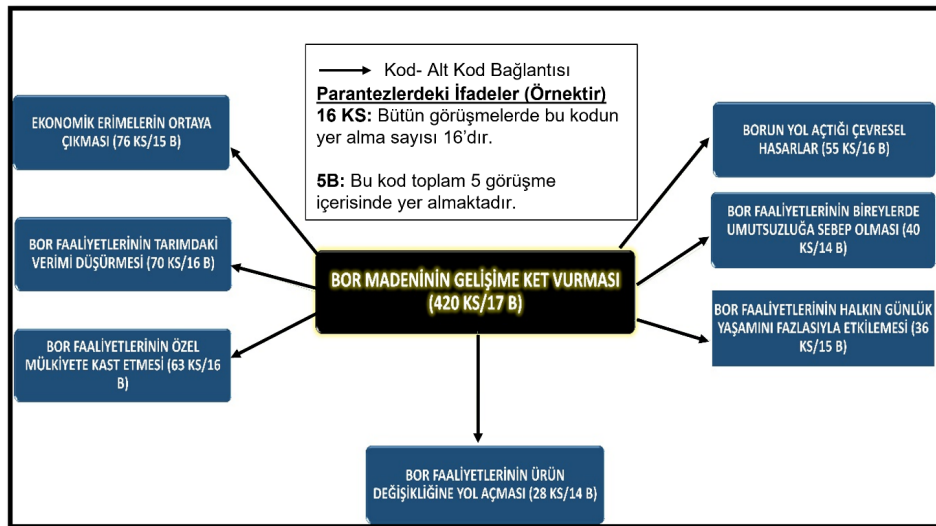 Kod- Alt Kod Bağlantısı
Parantezlerdeki İfadeler (Örnektir)
16 KS: Bütün görüşmelerde bu kodun
yer alma sayısı 16’dır.
5B: Bu kod toplam 5 görüşme
içerisinde yer almaktadır.
EKONOMİK ERİMELERİN ORTAYA
ÇIKMASI (76 KS/15 B)
BOR FAALİYETLERİNİN TARIMDAKİ
VERİMİ DÜŞÜRMESİ (70 KS/16 B)
BOR FAALİYETLERİNİN ÖZEL
MÜLKİYETE KAST ETMESİ (63 KS/16
B)
BOR MADENİNİN GELİŞİME KET VURMASI
(420 KS/17 B)
BORUN YOL AÇTIĞI ÇEVRESEL
HASARLAR (55 KS/16 B)
BOR FAALİYETLERİNİN BİREYLERDE
UMUTSUZLUĞA SEBEP OLMASI (40
KS/14 B)
BOR FAALİYETLERİNİN HALKIN GÜNLÜK
YAŞAMINI FAZLASIYLA ETKİLEMESİ (36
KS/15 B)
BOR FAALİYETLERİNİN ÜRÜN
DEĞİŞİKLİĞİNE YOL AÇMASI (28 KS/14 B)